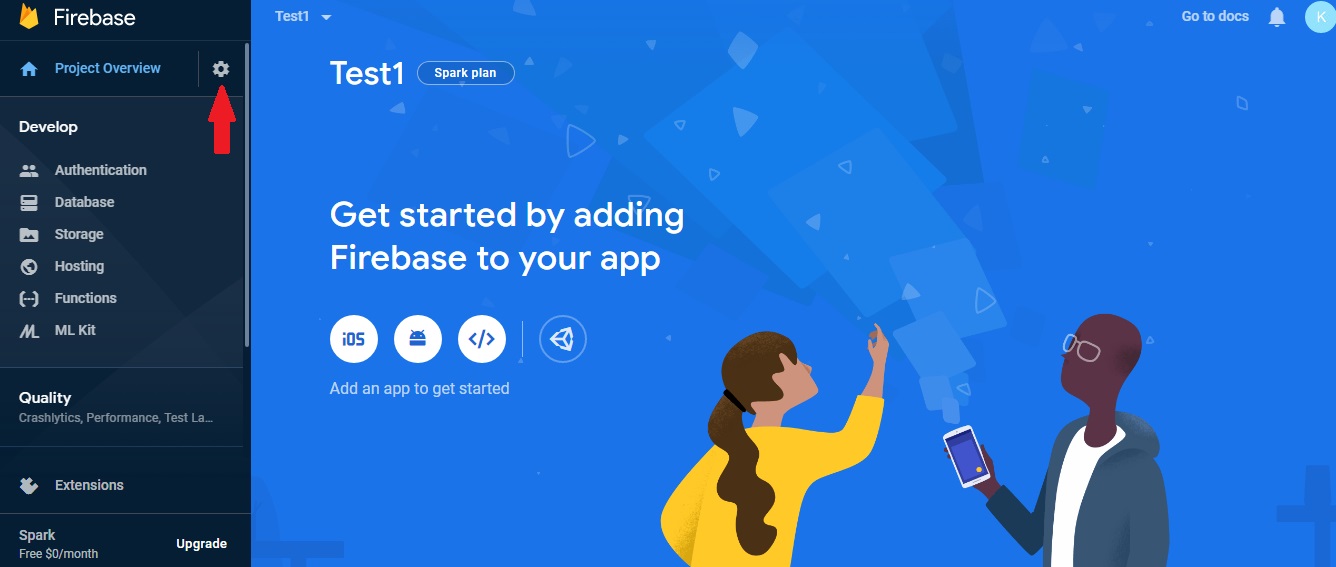 Firebase
Project Overview
Develop
Authentication
Database
Storage
Hosting
Functions
ML Kit
Quality
Crashlytics, Performance, Test La...
Extensions
Spark
Free $0/month
Upgrade
Test1
Go to docs
K
Test1
Spark plan
Get started by adding
Firebase to your app
iOS
Add an app to get started